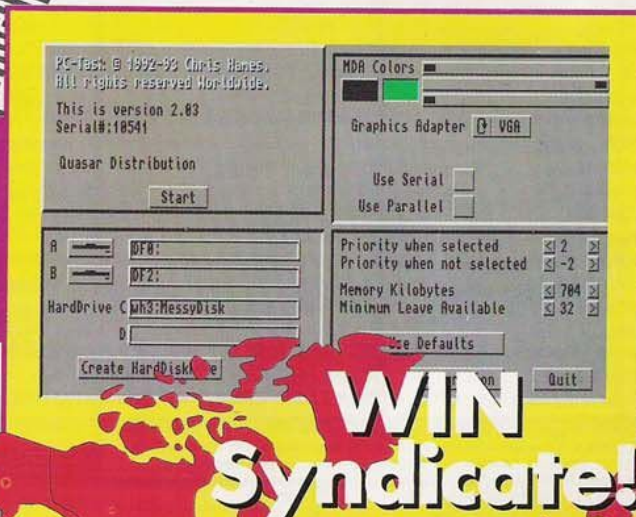 PC-Task © 1992-93 Chris Hames.
All rights reserved Worldwide.
This is version 2.03
Serial#:10541
Quasar Distribution
Start
MDA Colors
Graphics Adapter VGA
Use Serial
Use Parallel
A DF0:
B DF2:
HardDrive C wh3:MessyDisk
D
Create HardDisk
Priority when selected < 2 >
Priority when not selected < -2 >
Memory Kilobytes < 704 >
Minimum Leave Available < 32 >
Use Defaults
Quit
WIN
Syndicate!